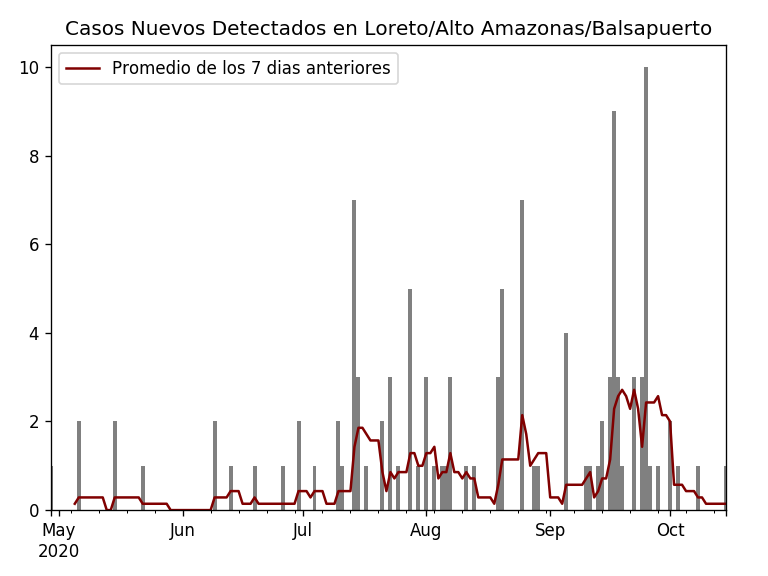 Casos Nuevos Detectados en Loreto/Alto Amazonas/Balsapuerto
Promedio de los 7 dias anteriores
10
8
6
4
2
0
May Jun Jul Aug Sep Oct
2020